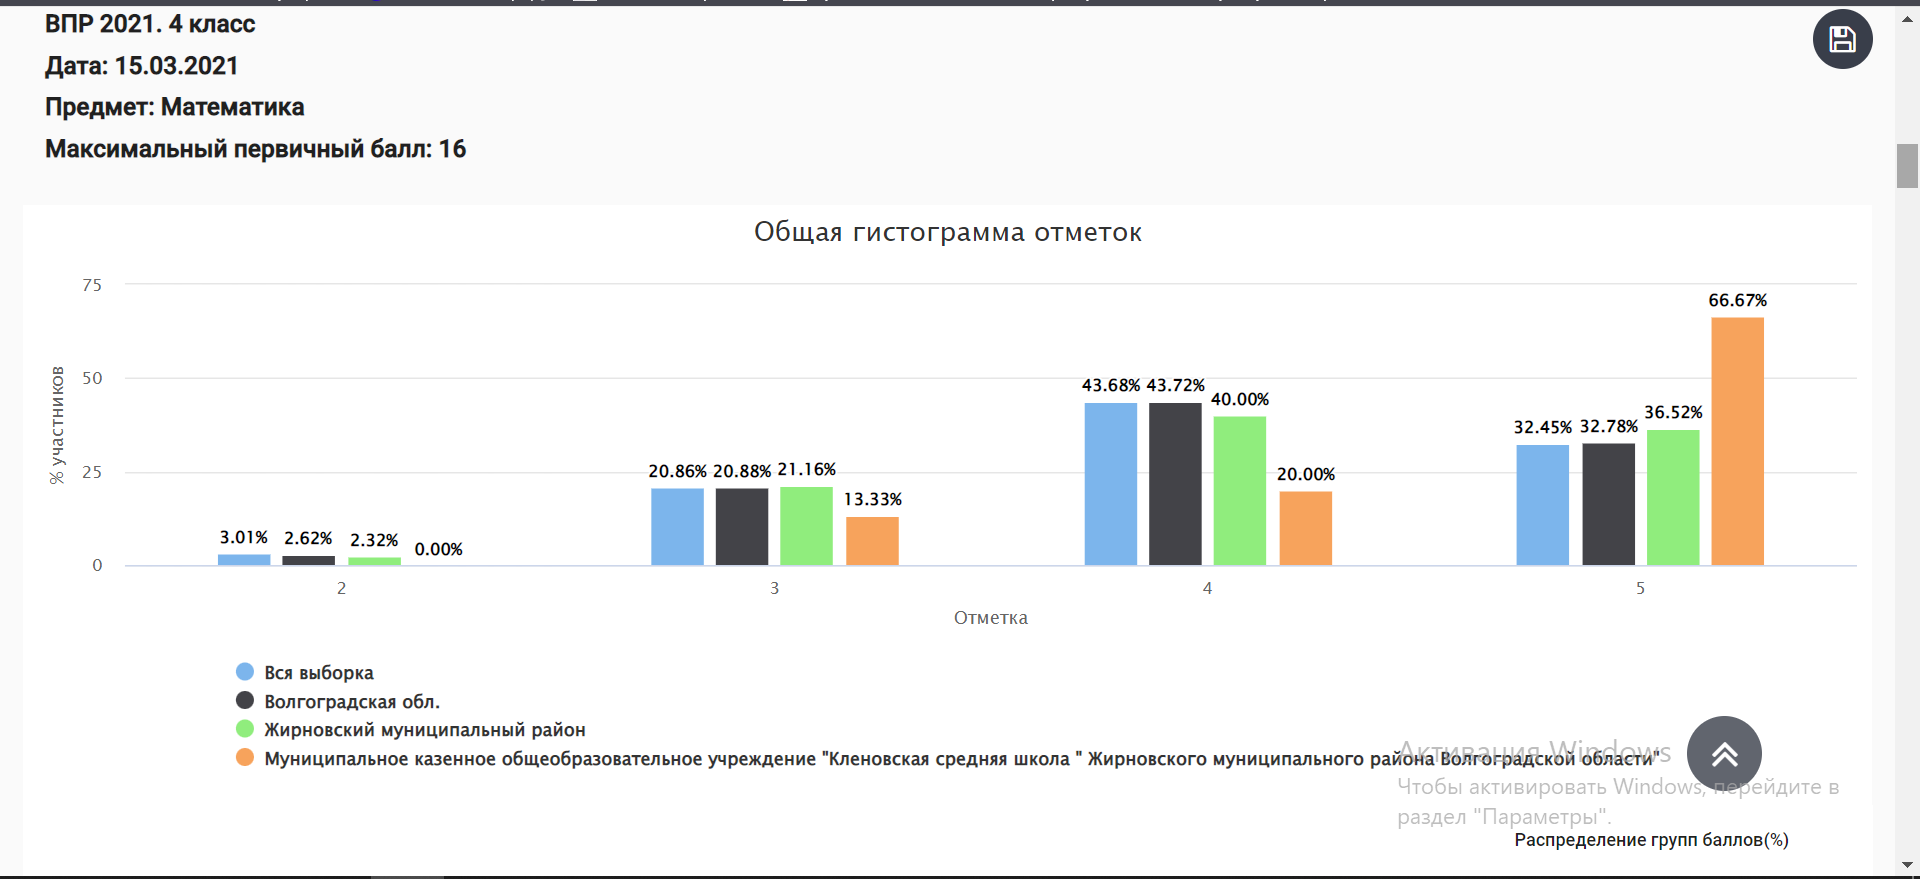 ВПР 2021. 4 класс
Дата: 15.03.2021
Предмет: Математика
Максимальный первичный балл: 16
Общая гистограмма отметок
75
50
25
0
% участников
3.01% 2.62% 2.32% 0.00%
20.86% 20.88% 21.16% 13.33%
43.68% 43.72% 40.00% 20.00%
32.45% 32.78% 36.52% 66.67%
2 3 4 5
Отметка
Вся выборка
Волгоградская обл.
Жирновский муниципальный район
Муниципальное казенное общеобразовательное учреждение "Кленовская средняя школа " Жирновского муниципального района Волгоградской области"
Активация Windows
Чтобы активировать Windows, перейдите в
раздел "Параметры".
Распределение групп баллов(%)